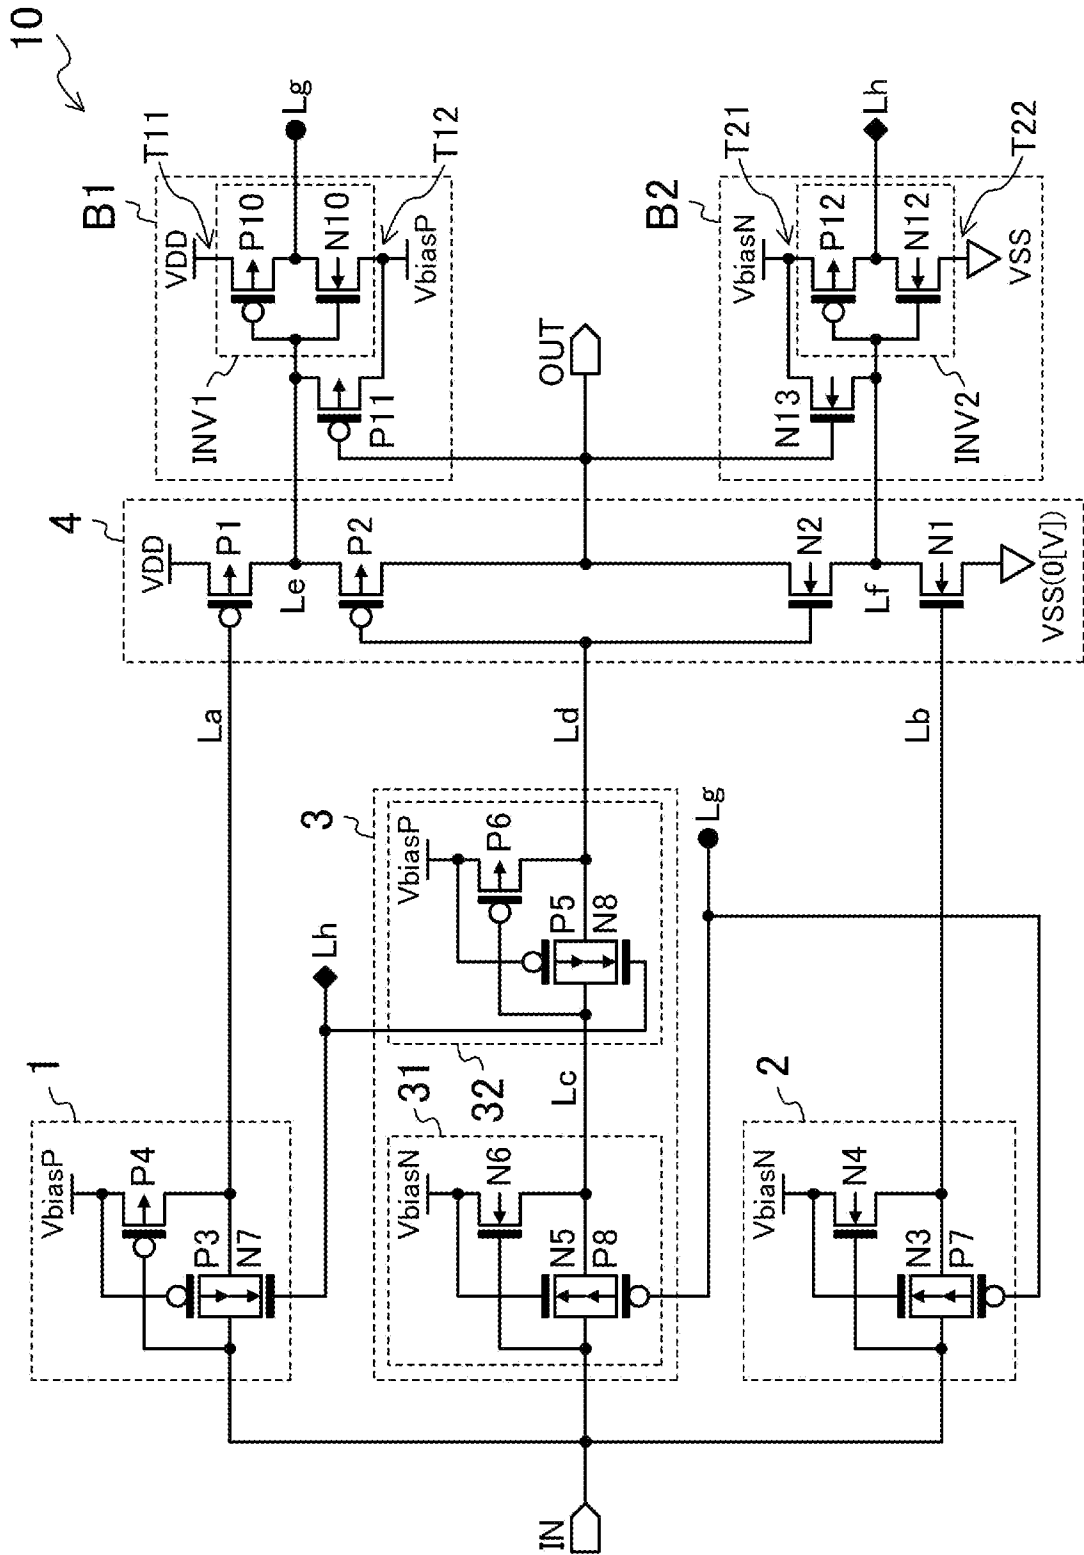 10
B1
T11
VDD
P10
Lg
N10
T12
VbiasP
INV1
P11
B2
T21
VbiasN
P12
Lh
N12
T22
VSS
N13
INV2
OUT
4
VDD
P1
Le
P2
N2
Lf
N1
VSS(0[V])
La
Ld
Lb
3
VbiasP
P6
P5
N8
Lh
Lg
32
Lc
31
VbiasN
N6
N5
P8
1
VbiasP
P4
P3
N7
2
VbiasN
N4
N3
P7
IN